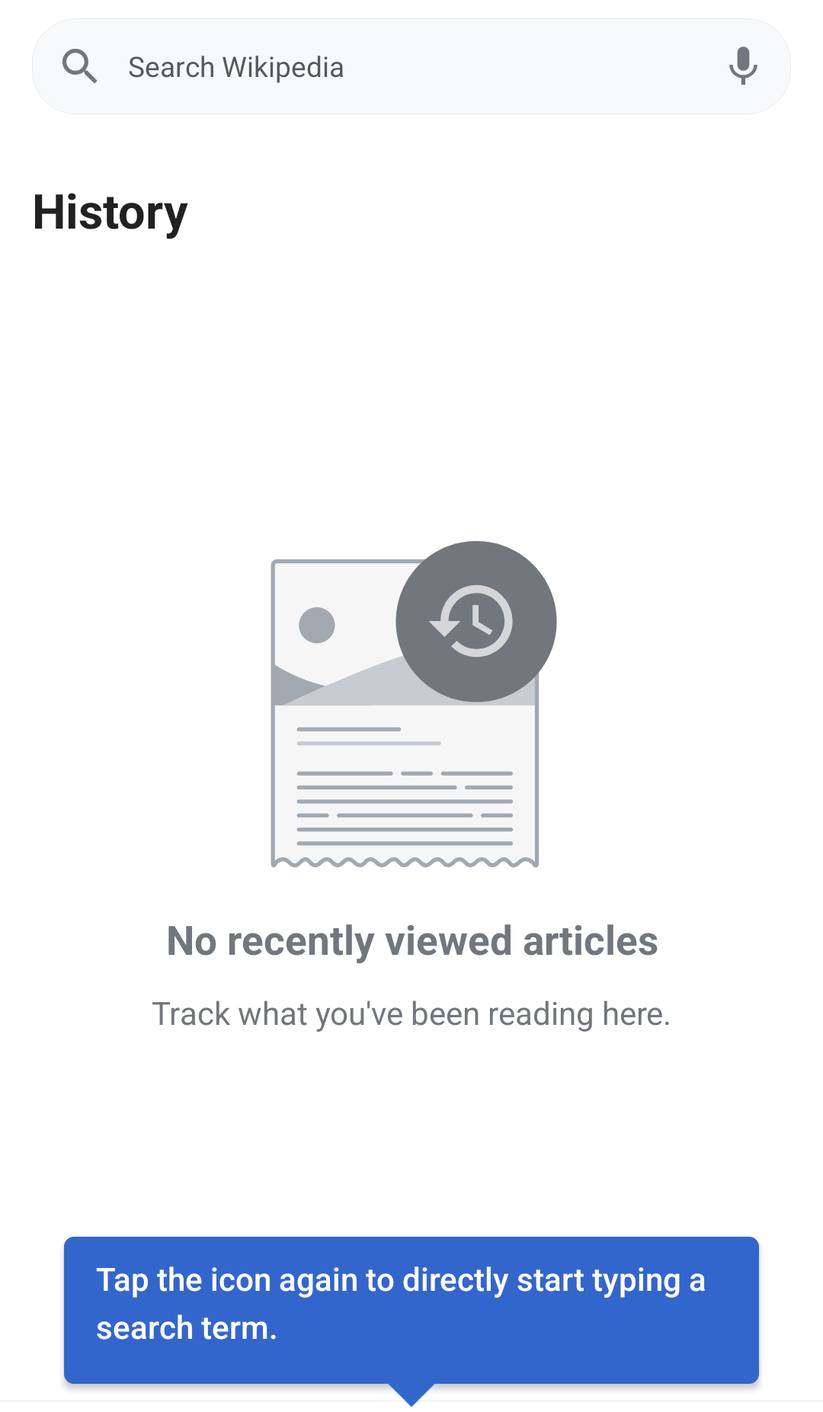 Search Wikipedia
History
No recently viewed articles
Track what you've been reading here.
Tap the icon again to directly start typing a
search term.